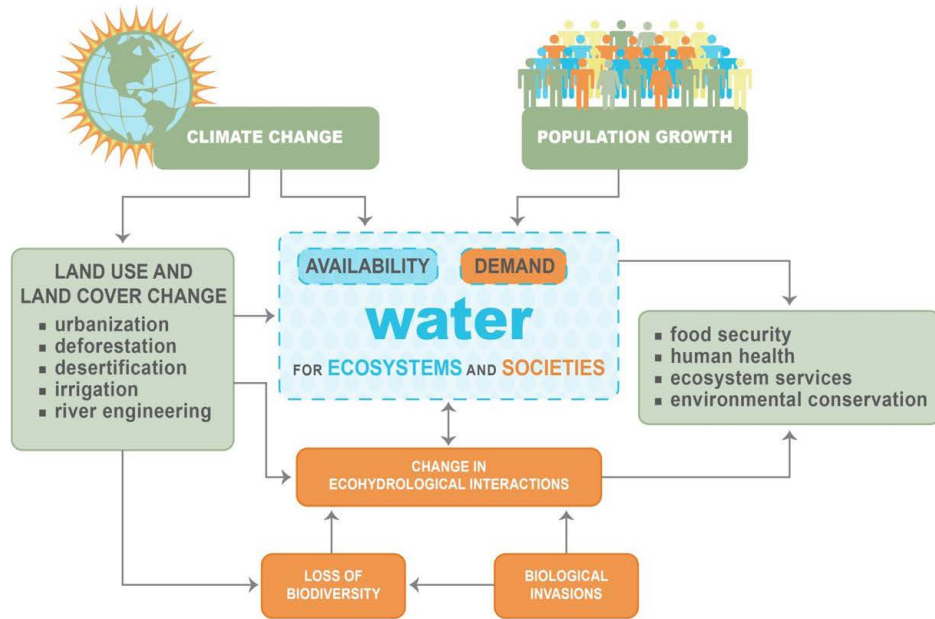 CLIMATE CHANGE
POPULATION GROWTH
LAND USE AND
LAND COVER CHANGE
▪ urbanization
▪ deforestation
▪ desertification
▪ irrigation
▪ river engineering
AVAILABILITY
DEMAND
water
FOR ECOSYSTEMS AND SOCIETIES
▪ food security
▪ human health
▪ ecosystem services
▪ environmental conservation
CHANGE IN
ECOHYDROLOGICAL INTERACTIONS
LOSS OF
BIODIVERSITY
BIOLOGICAL
INVASIONS